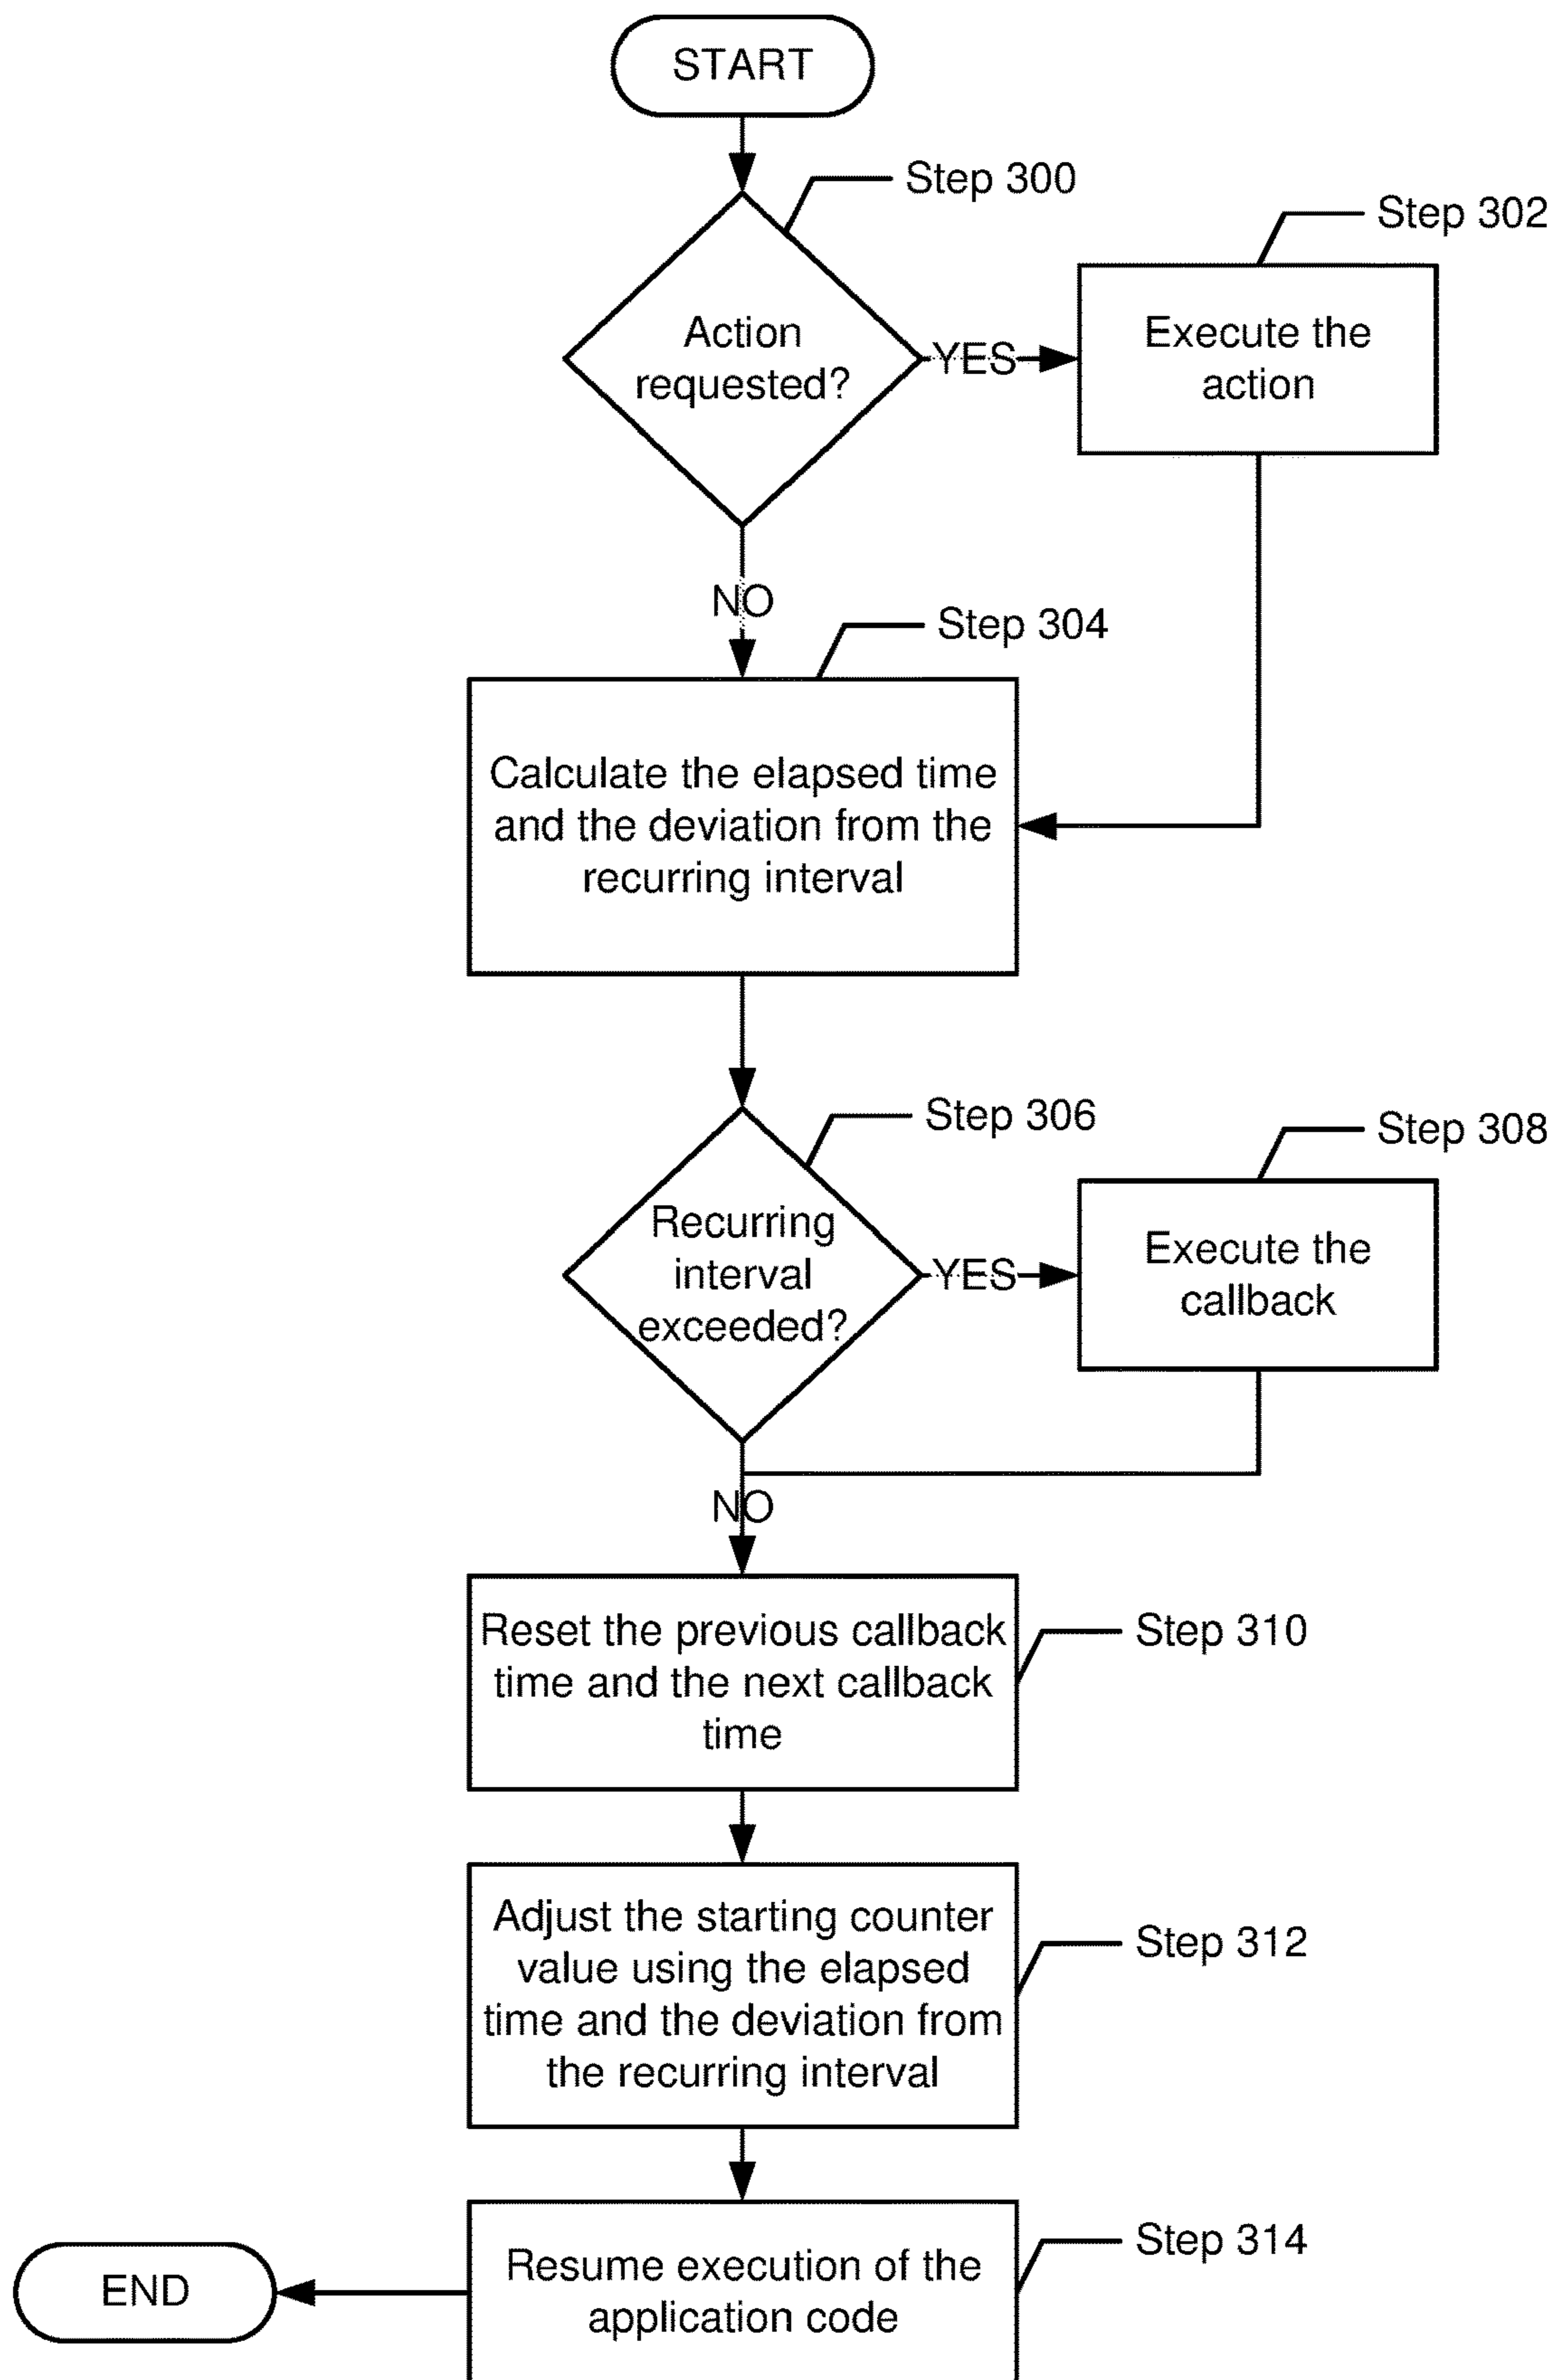 START
Step 300
Step 302
Action
requested?
YES
Execute the
action
NO
Step 304
Calculate the elapsed time
and the deviation from the
recurring interval
Step 306
Step 308
Recurring
interval
exceeded?
YES
Execute the
callback
NO
Reset the previous callback
time and the next callback
time
Step 310
Adjust the starting counter
value using the elapsed
time and the deviation from
the recurring interval
Step 312
Resume execution of the
application code
Step 314
END